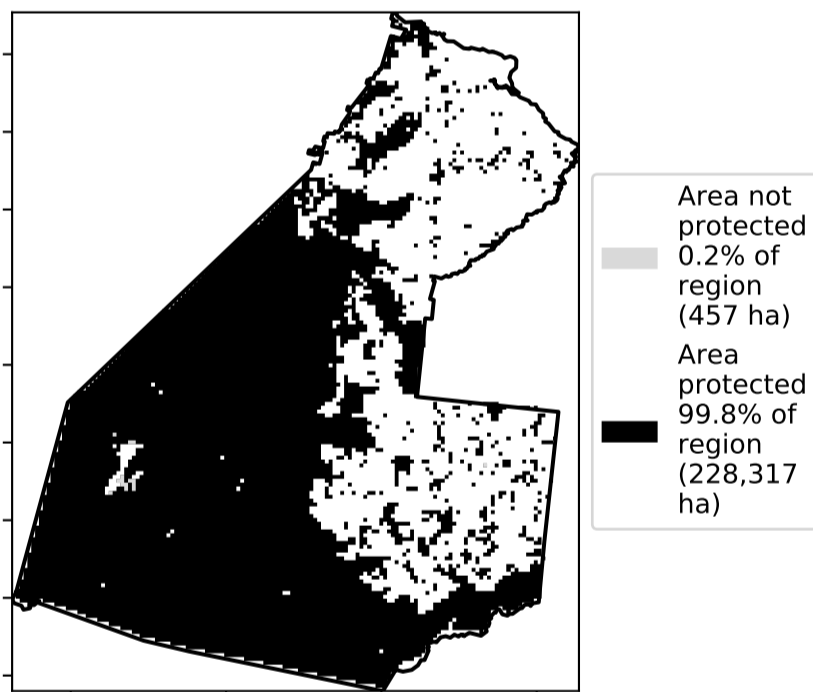 Area not
protected
0.2% of
region
(457 ha)
Area
protected
99.8% of
region
(228,317
ha)